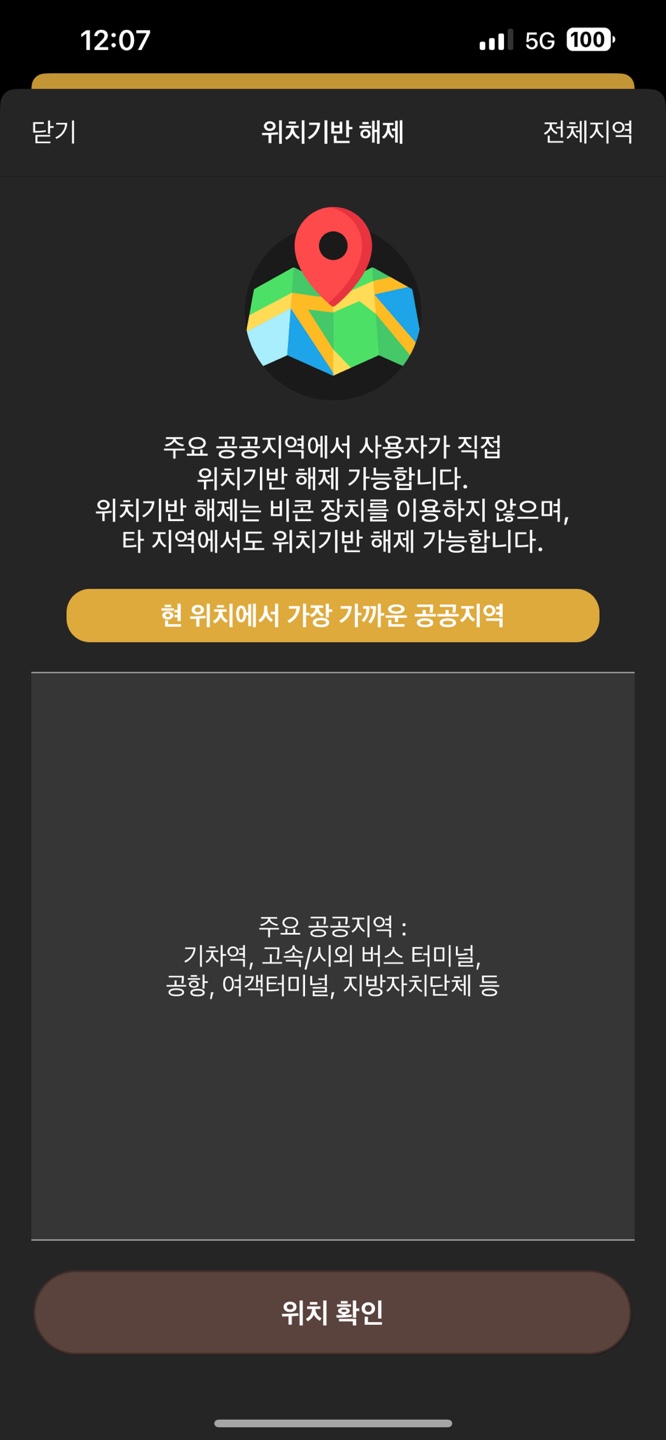 12:07
5G
100
닫기
위치기반 해제
전체지역
주요 공공지역에서 사용자가 직접
위치기반 해제 가능합니다.
위치기반 해제는 비콘 장치를 이용하지 않으며,
타 지역에서도 위치기반 해제 가능합니다.
현 위치에서 가장 가까운 공공지역
주요 공공지역 :
기차역, 고속/시외 버스 터미널,
공항, 여객터미널, 지방자치단체 등
위치 확인